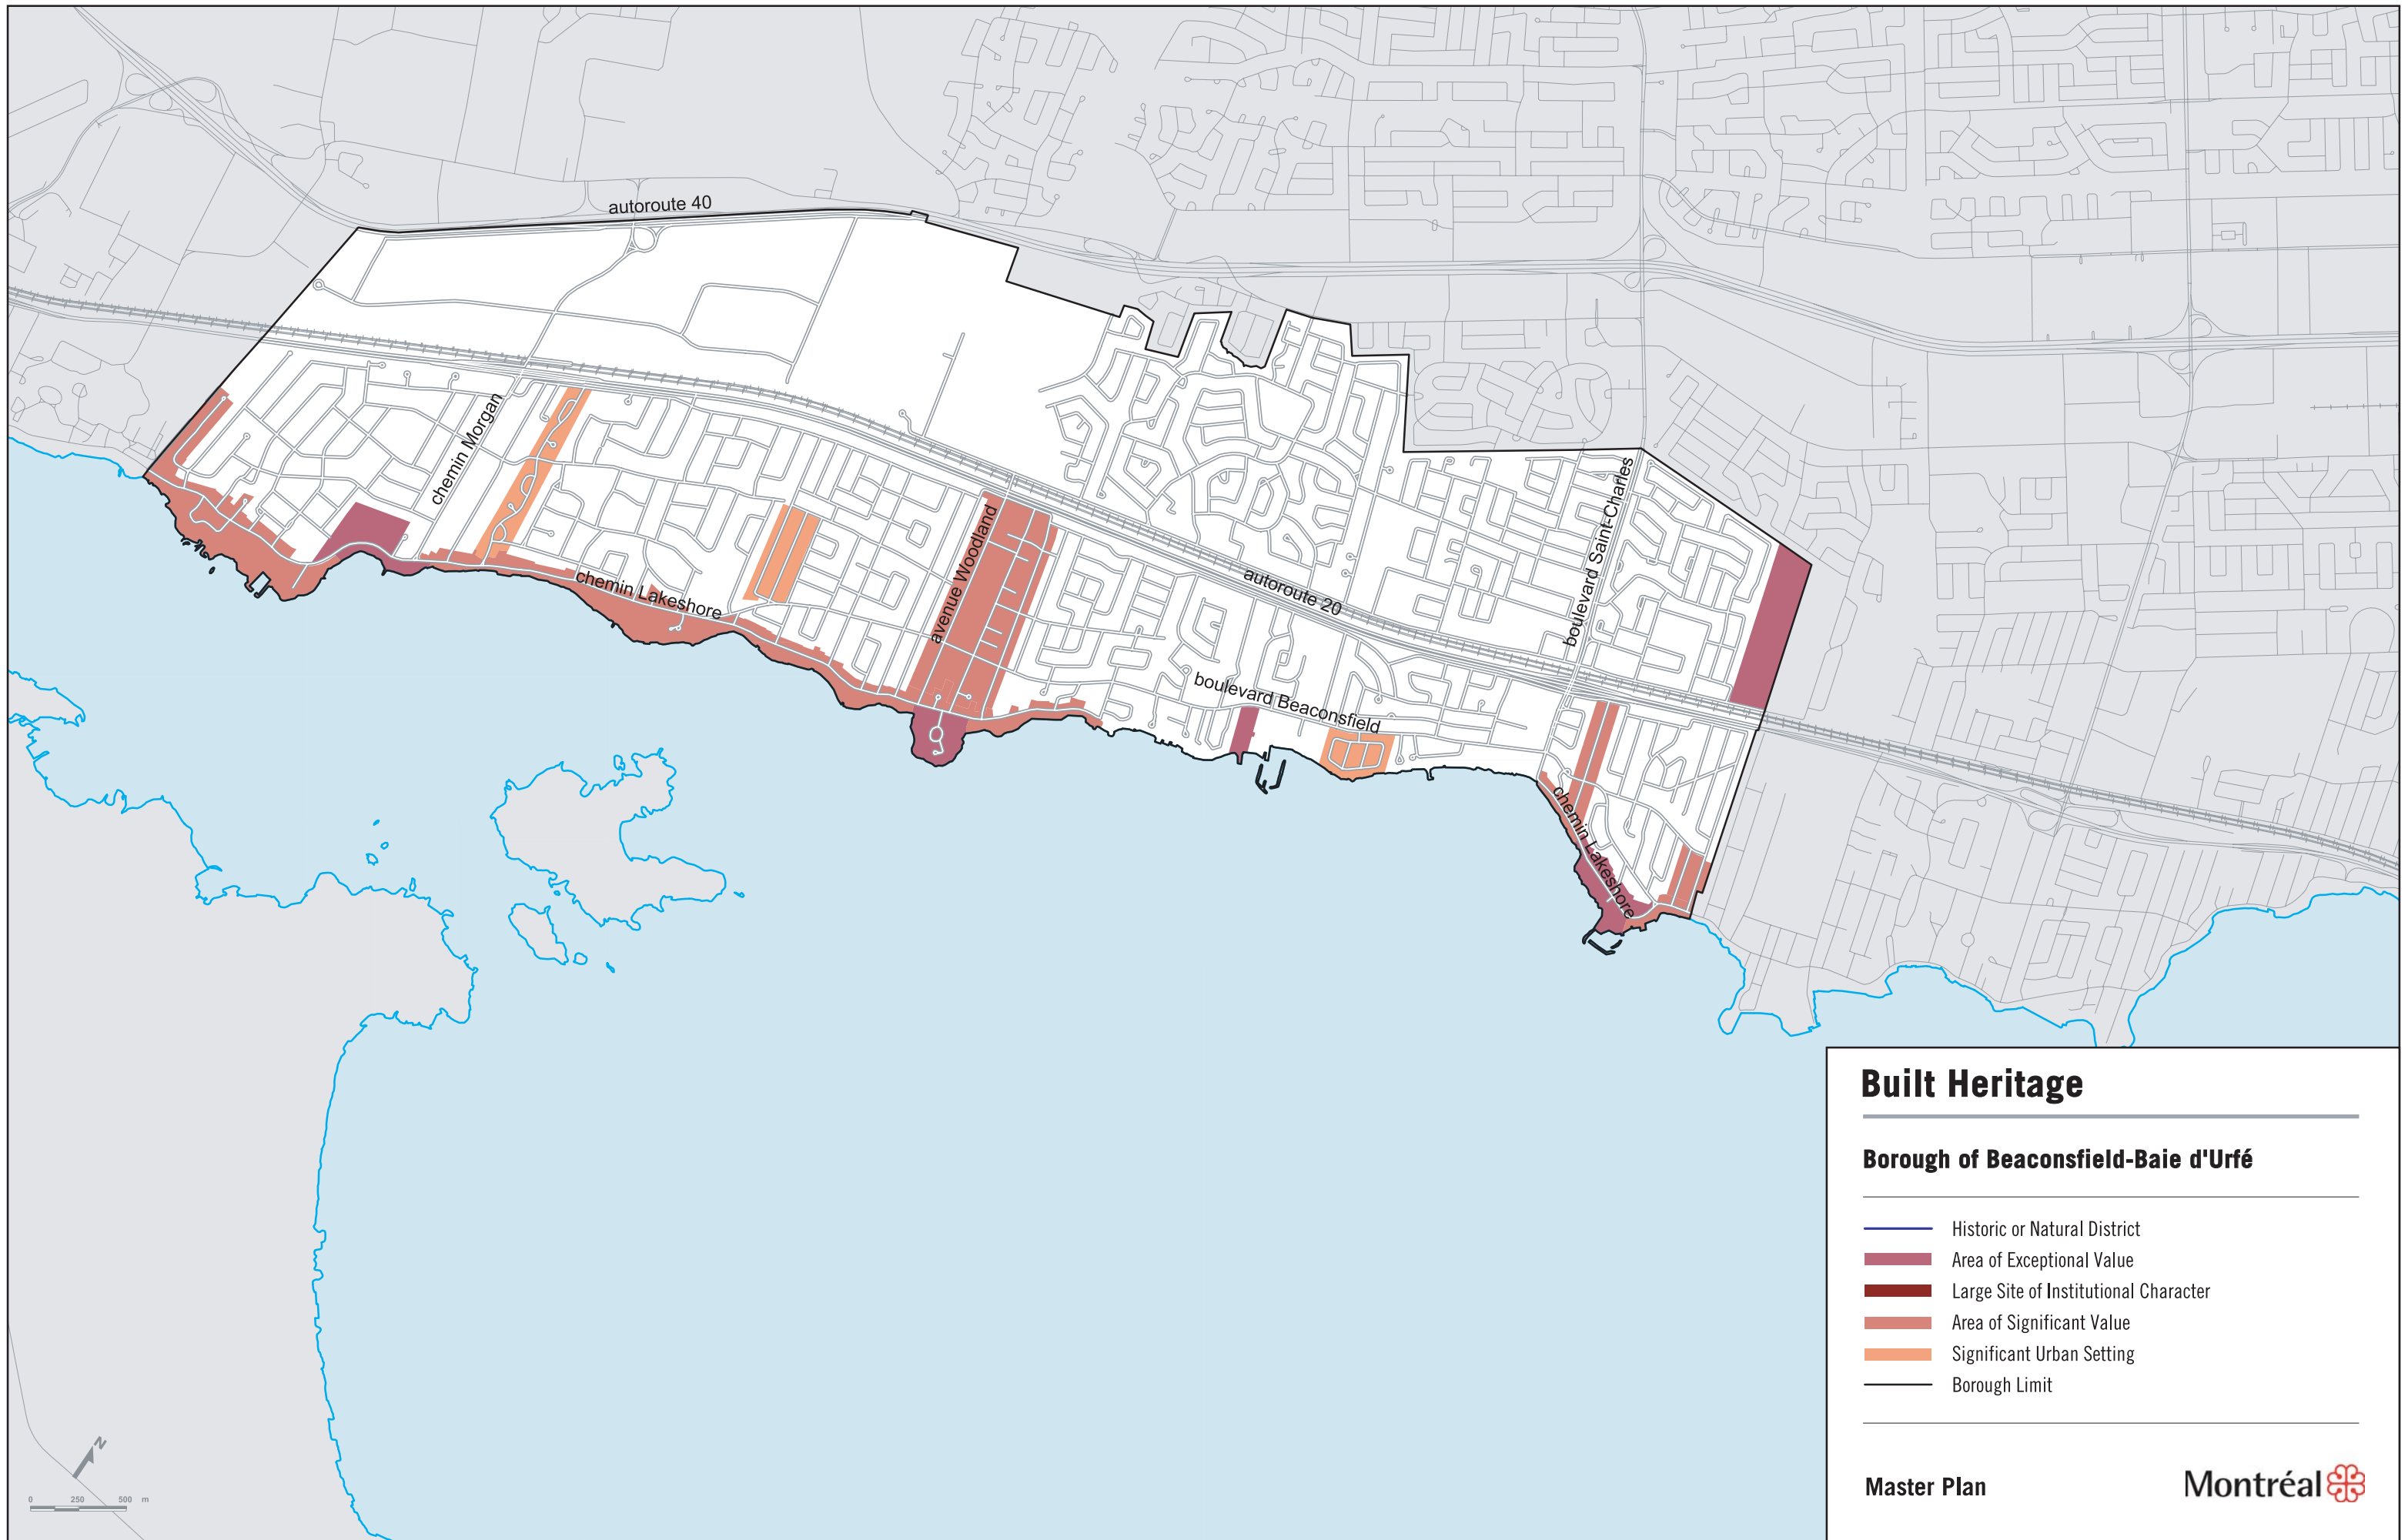 autoroute 40
chemin Morgan
chemin Lakeshore
avenue Woodland
autoroute 20
boulevard Saint-Charles
boulevard Beaconsfield
chemin Lakeshore
Built Heritage
Borough of Beaconsfield-Baie d'Urfé
Historic or Natural District
Area of Exceptional Value
Large Site of Institutional Character
Area of Significant Value
Significant Urban Setting
Borough Limit
Master Plan
Montréal
N
0 250 500 m